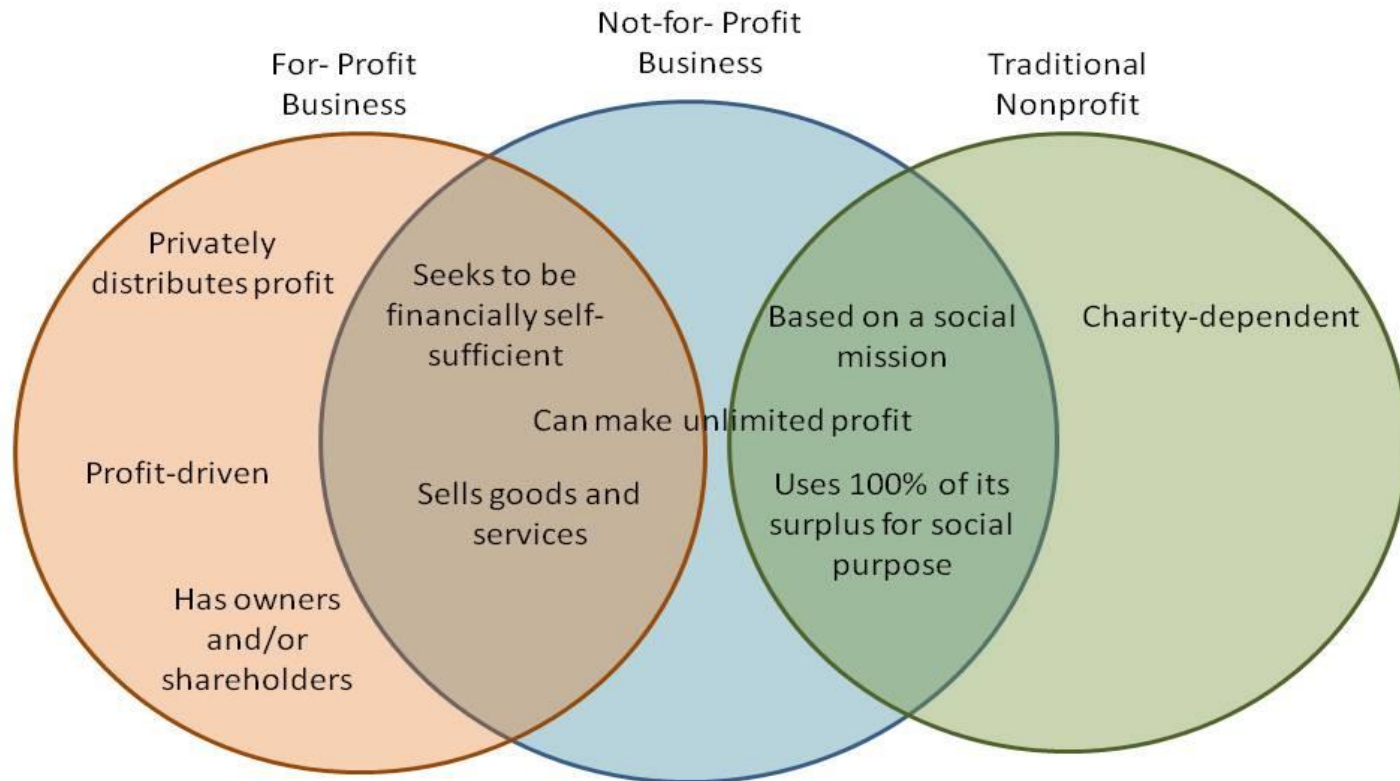 Not-for- Profit
Business
For- Profit
Business
Traditional
Nonprofit
Privately
distributes profit
Seeks to be
financially self-
sufficient
Based on a social
mission
Charity-dependent
Can make unlimited profit
Profit-driven
Sells goods and
services
Uses 100% of its
surplus for social
purpose
Has owners
and/or
shareholders